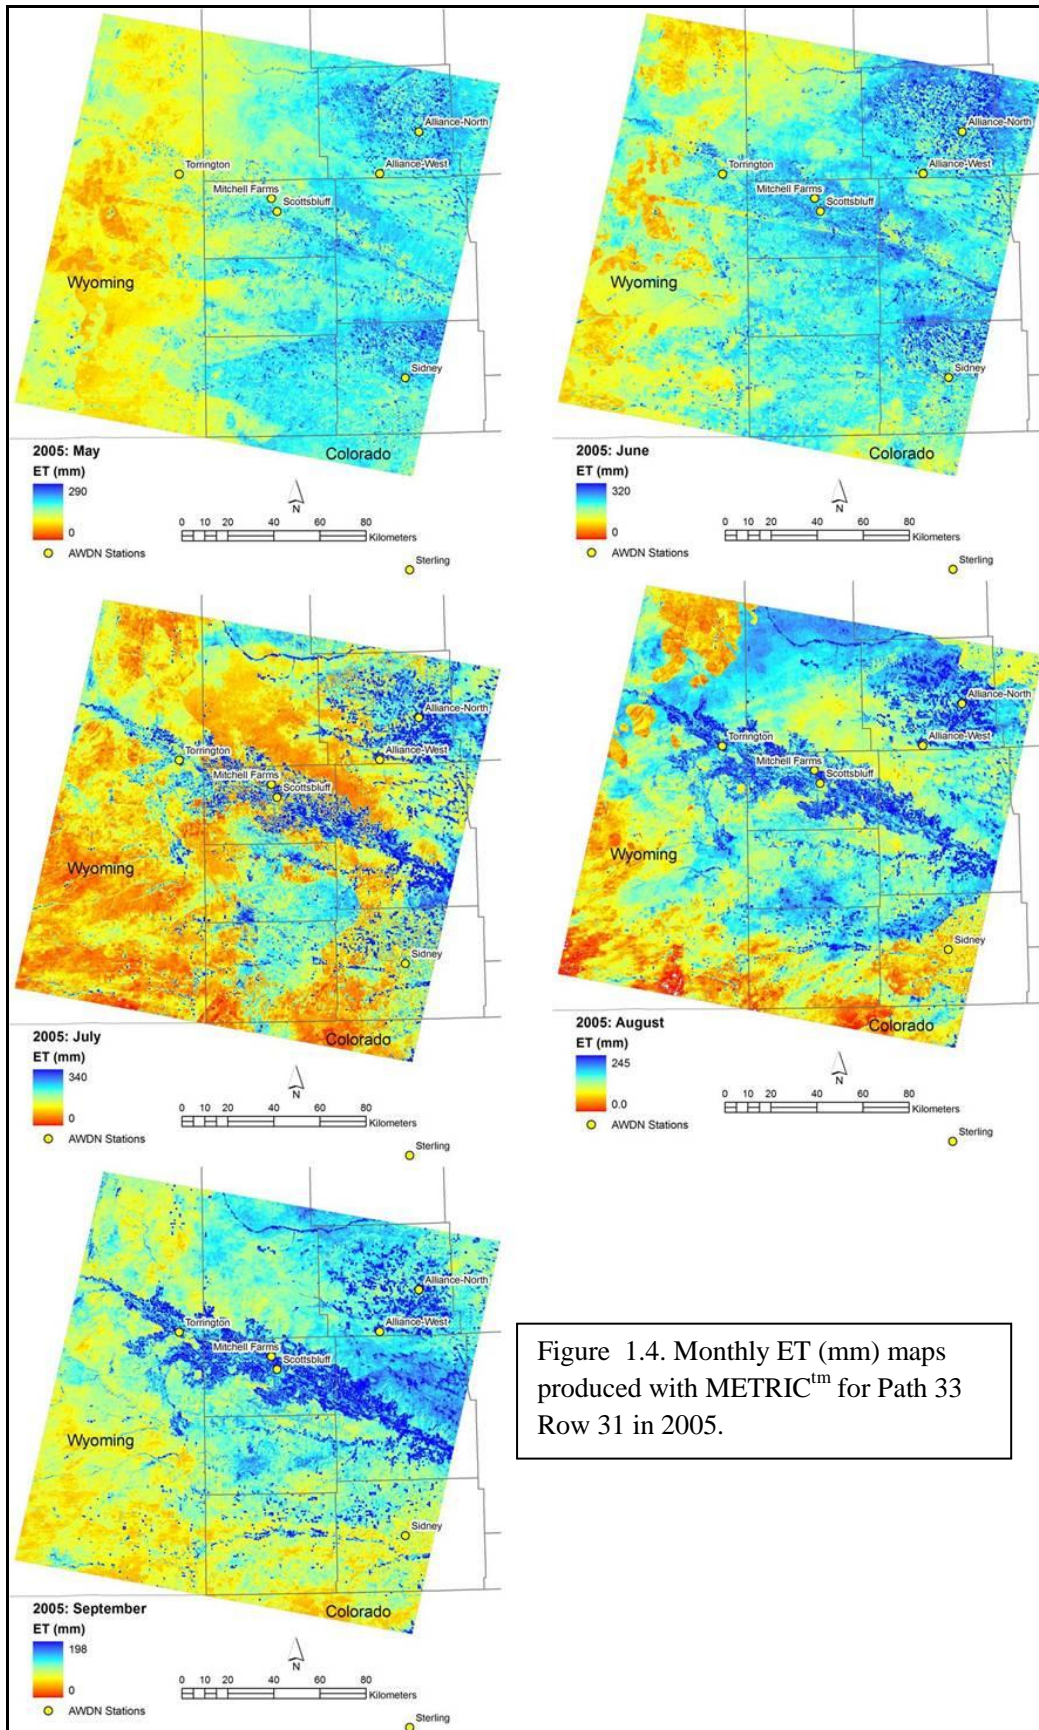 Alliance-North
Torrington
Alliance-West
Mitchell Farms
Scottsbluff
Wyoming
Sidney
2005: May
Colorado
ET (mm)
290
0
N
0 10 20 40 60 80
Kilometers
AWDN Stations
Sterling
Alliance-North
Torrington
Alliance-West
Mitchell Farms
Scottsbluff
Wyoming
Sidney
2005: June
Colorado
ET (mm)
320
0
N
0 10 20 40 60 80
Kilometers
AWDN Stations
Sterling
Alliance-North
Torrington
Alliance-West
Mitchell Farms
Scottsbluff
Wyoming
Sidney
2005: July
Colorado
ET (mm)
340
0
N
0 10 20 40 60 80
Kilometers
AWDN Stations
Sterling
Alliance-North
Torrington
Alliance-West
Mitchell Farms
Scottsbluff
Wyoming
Sidney
2005: August
Colorado
ET (mm)
245
0.0
N
0 10 20 40 60 80
Kilometers
AWDN Stations
Sterling
Alliance-North
Torrington
Alliance-West
Mitchell Farms
Scottsbluff
Wyoming
Sidney
2005: September
Colorado
ET (mm)
198
0
N
0 10 20 40 60 80
Kilometers
AWDN Stations
Sterling
Figure 1.4. Monthly ET (mm) maps
produced with METRIC™ for Path 33
Row 31 in 2005.